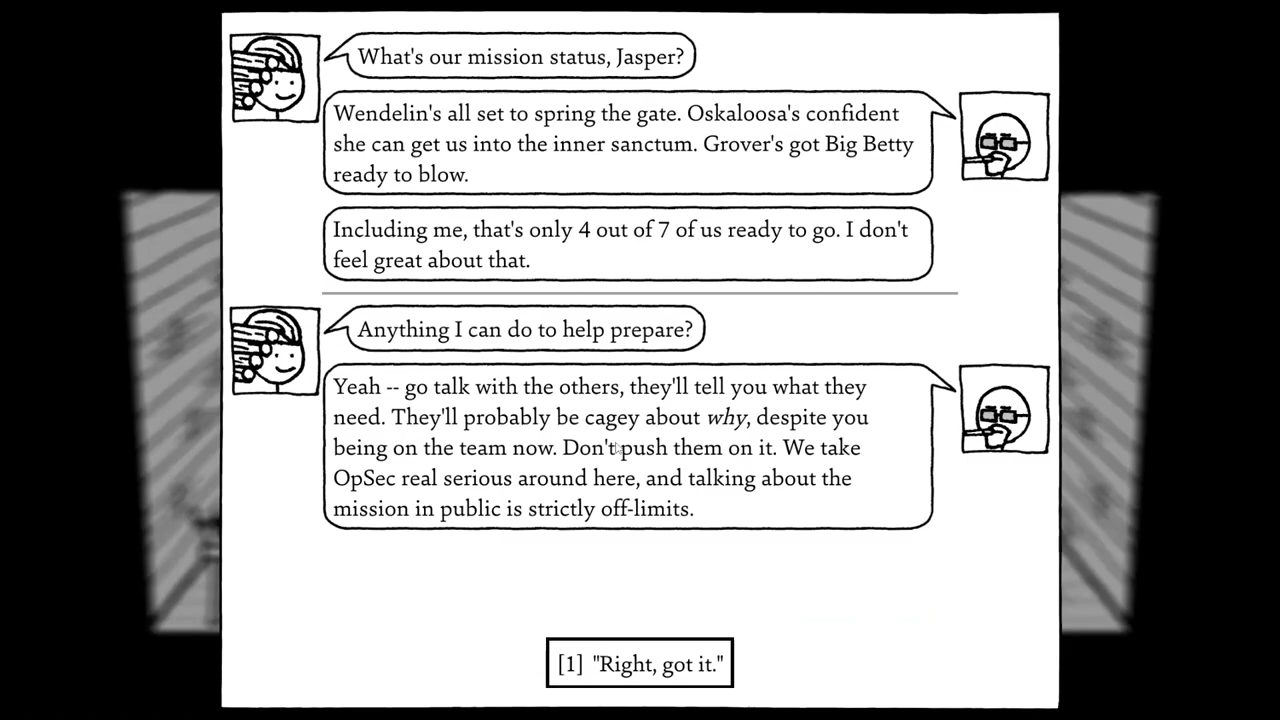 What's our mission status, Jasper?
Wendelin's all set to spring the gate. Oskaloosa's confident
she can get us into the inner sanctum. Grover's got Big Betty
ready to blow.
Including me, that's only 4 out of 7 of us ready to go. I don't
feel great about that.
Anything I can do to help prepare?
Yeah -- go talk with the others, they'll tell you what they
need. They'll probably be cagey about why, despite you
being on the team now. Don't push them on it. We take
OpSec real serious around here, and talking about the
mission in public is strictly off-limits.
[1] "Right, got it."